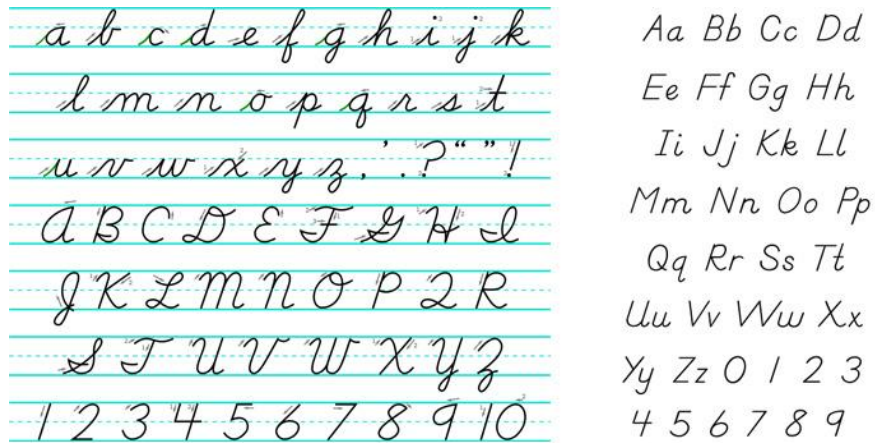 a b c d e f g h i j k
l m n o p q r s t
u v w x y z , ' . ? “ ” !
A B C D E F G H I
J K L M N O P Q R
S T U V W X Y Z
1 2 3 4 5 6 7 8 9 10
Aa Bb Cc Dd
Ee Ff Gg Hh
Ii Jj Kk Ll
Mm Nn Oo Pp
Qq Rr Ss Tt
Uu Vv Ww Xx
Yy Zz 0 1 2 3
4 5 6 7 8 9